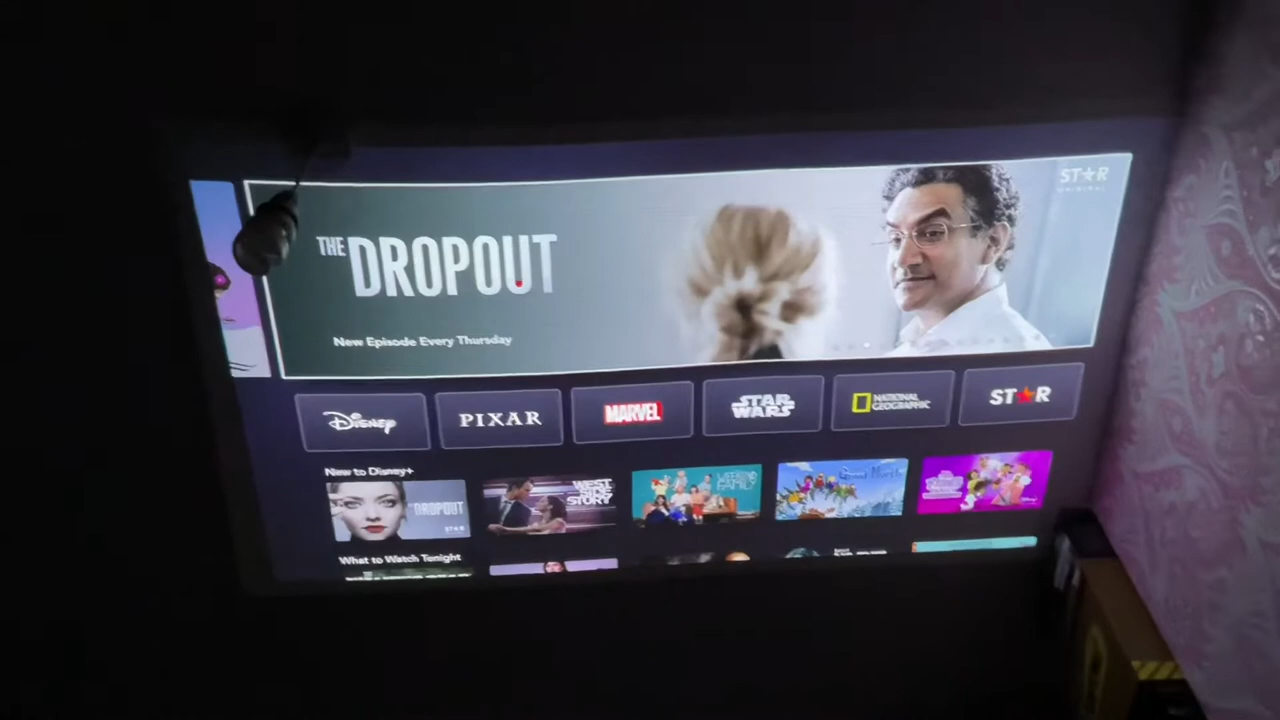 STAR
ORIGINAL
THE
DROPOUT
New Episode Every Thursday
Disney
PIXAR
MARVEL
STAR
WARS
NATIONAL
GEOGRAPHIC
STAR
New to Disney+
DROPOUT
STAR
WEST
SIDE
STORY
What to Watch Tonight